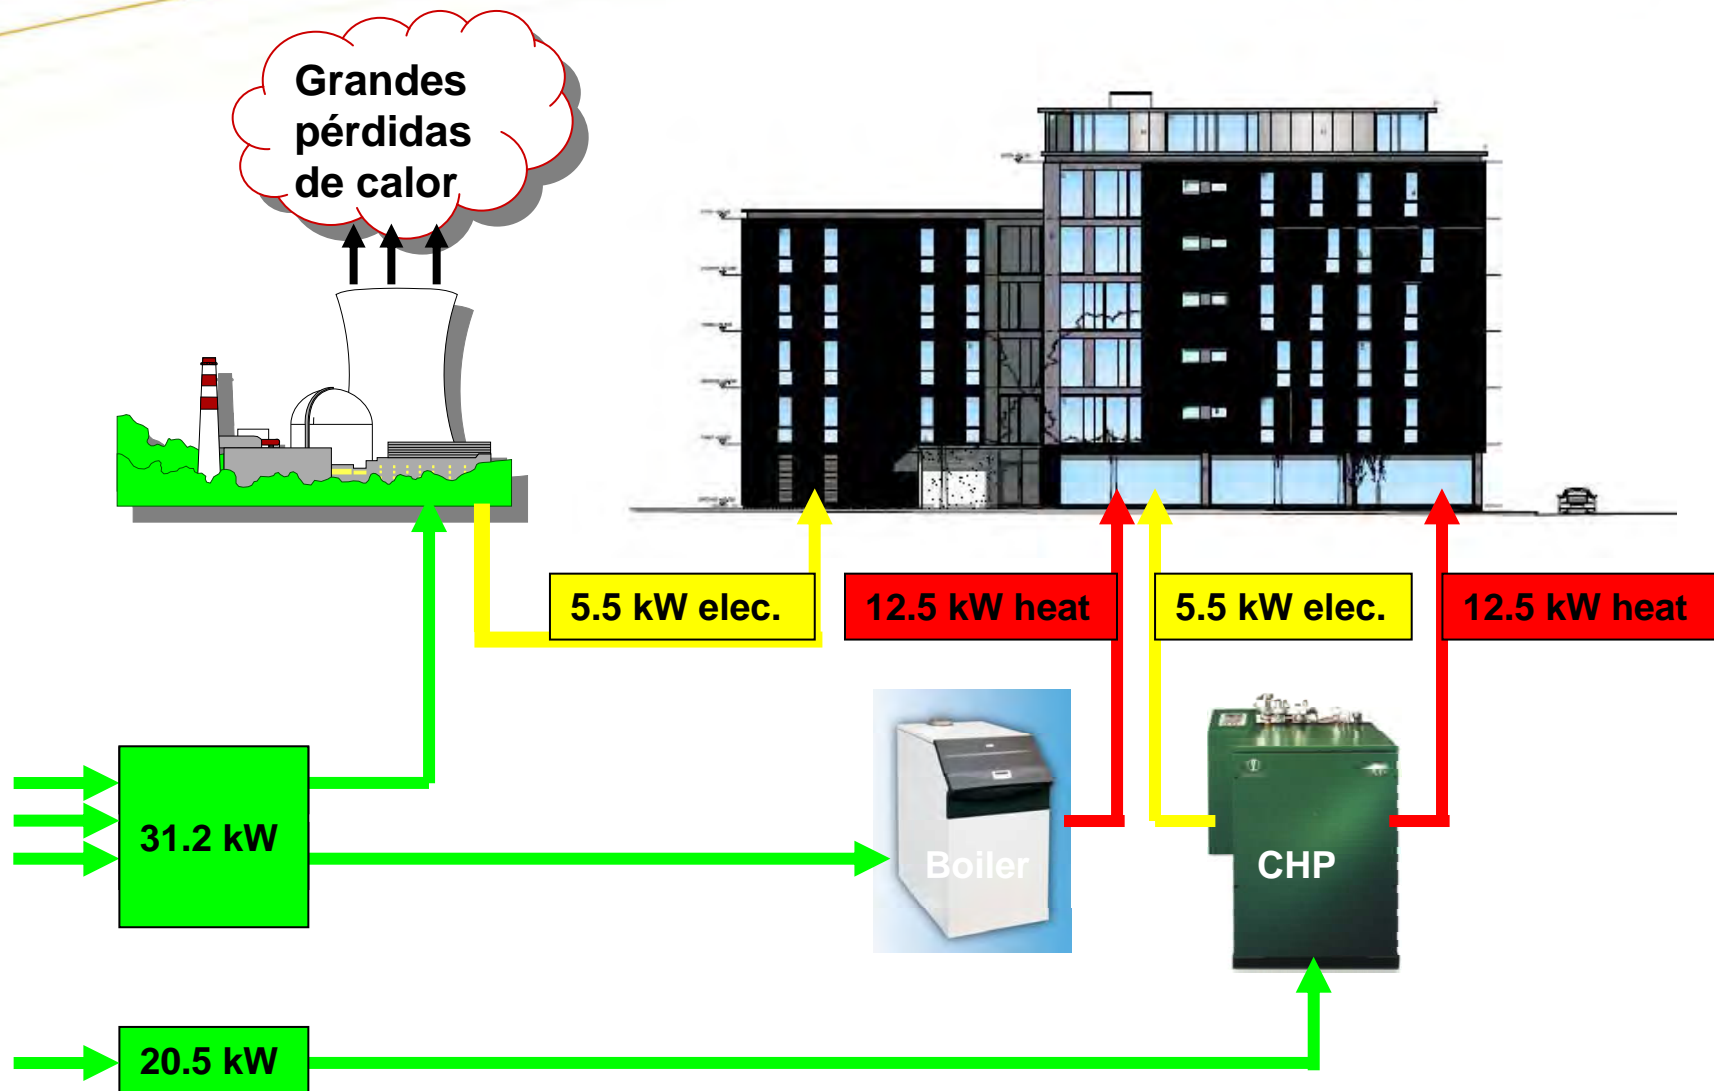 Grandes
pérdidas
de calor
5.5 kW elec.
12.5 kW heat
5.5 kW elec.
12.5 kW heat
31.2 kW
Boiler
CHP
20.5 kW